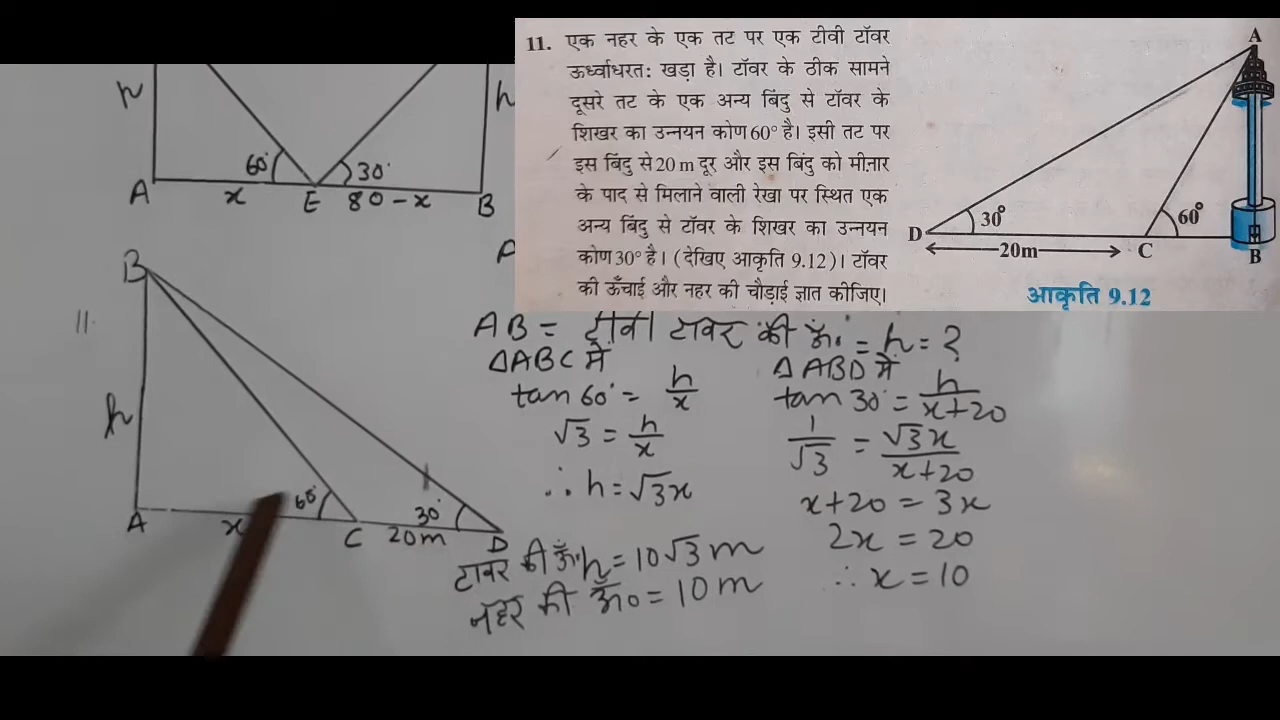 11. एक नहर के एक तट पर एक टीवी टॉवर
ऊर्ध्वाधरत: खड़ा है। टॉवर के ठीक सामने
दूसरे तट के एक अन्य बिंदु से टॉवर के
शिखर का उन्नयन कोण 60° है। इसी तट पर
इस बिंदु से 20 m दूर और इस बिंदु को मीनार
के पाद से मिलाने वाली रेखा पर स्थित एक
अन्य बिंदु से टॉवर के शिखर का उन्नयन
कोण 30° है। (देखिए आकृति 9.12)। टॉवर
की ऊँचाई और नहर की चौड़ाई ज्ञात कीजिए।
A
30°
60°
D
20m
C
B
आकृति 9.12
h
h
60°
30°
A
x
E
80-x
B
11.
B
h
60°
30°
A
x
C
20m
D
AB = टीवी टावर की ऊँ. = h = ?
ΔABC में
tan 60° = h/x
√3 = h/x
∴ h = √3x
ΔABD में
tan 30° = h/x+20
1/√3 = √3x/x+20
x+20 = 3x
2x = 20
∴ x = 10
टावर की ऊँ. h = 10√3 m
नहर की ऊँ० = 10 m